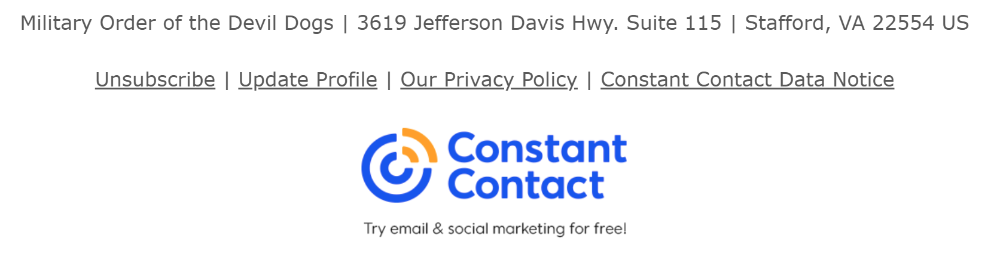 Military Order of the Devil Dogs | 3619 Jefferson Davis Hwy. Suite 115 | Stafford, VA 22554 US
Unsubscribe | Update Profile | Our Privacy Policy | Constant Contact Data Notice
Constant
Contact
Try email & social marketing for free!